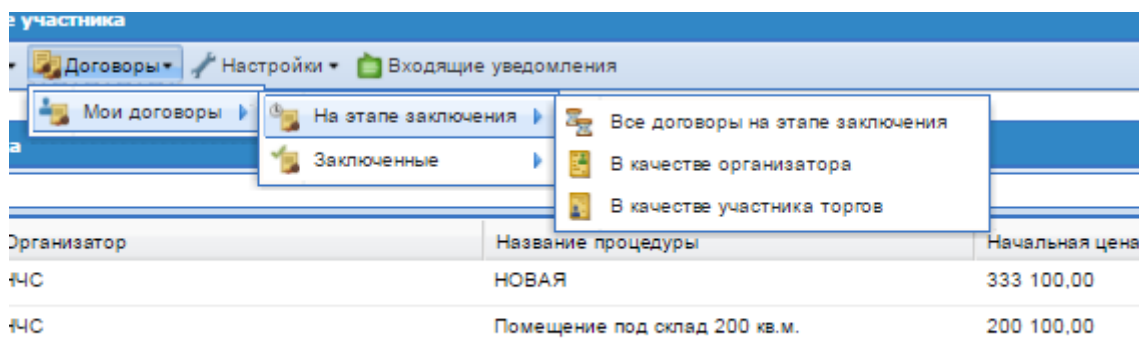 е участника
Договоры Настройки Входящие уведомления
Мои договоры На этапе заключения Все договоры на этапе заключения
Заключенные В качестве организатора
В качестве участника торгов
Организатор Название процедуры Начальная цена
НЧС НОВАЯ 333 100,00
НЧС Помещение под склад 200 кв.м. 200 100,00